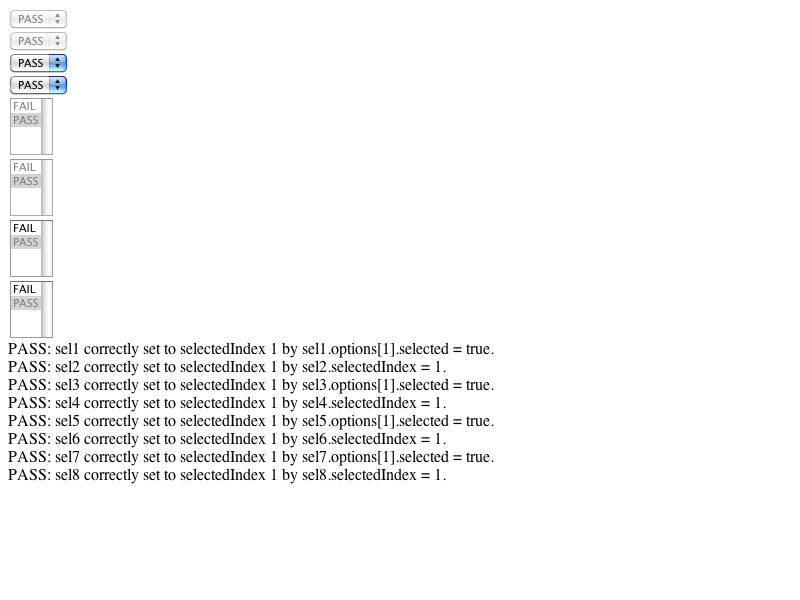 PASS
PASS
PASS
PASS
FAIL
PASS
FAIL
PASS
FAIL
PASS
FAIL
PASS
PASS: sel1 correctly set to selectedIndex 1 by sel1.options[1].selected = true.
PASS: sel2 correctly set to selectedIndex 1 by sel2.selectedIndex = 1.
PASS: sel3 correctly set to selectedIndex 1 by sel3.options[1].selected = true.
PASS: sel4 correctly set to selectedIndex 1 by sel4.selectedIndex = 1.
PASS: sel5 correctly set to selectedIndex 1 by sel5.options[1].selected = true.
PASS: sel6 correctly set to selectedIndex 1 by sel6.selectedIndex = 1.
PASS: sel7 correctly set to selectedIndex 1 by sel7.options[1].selected = true.
PASS: sel8 correctly set to selectedIndex 1 by sel8.selectedIndex = 1.